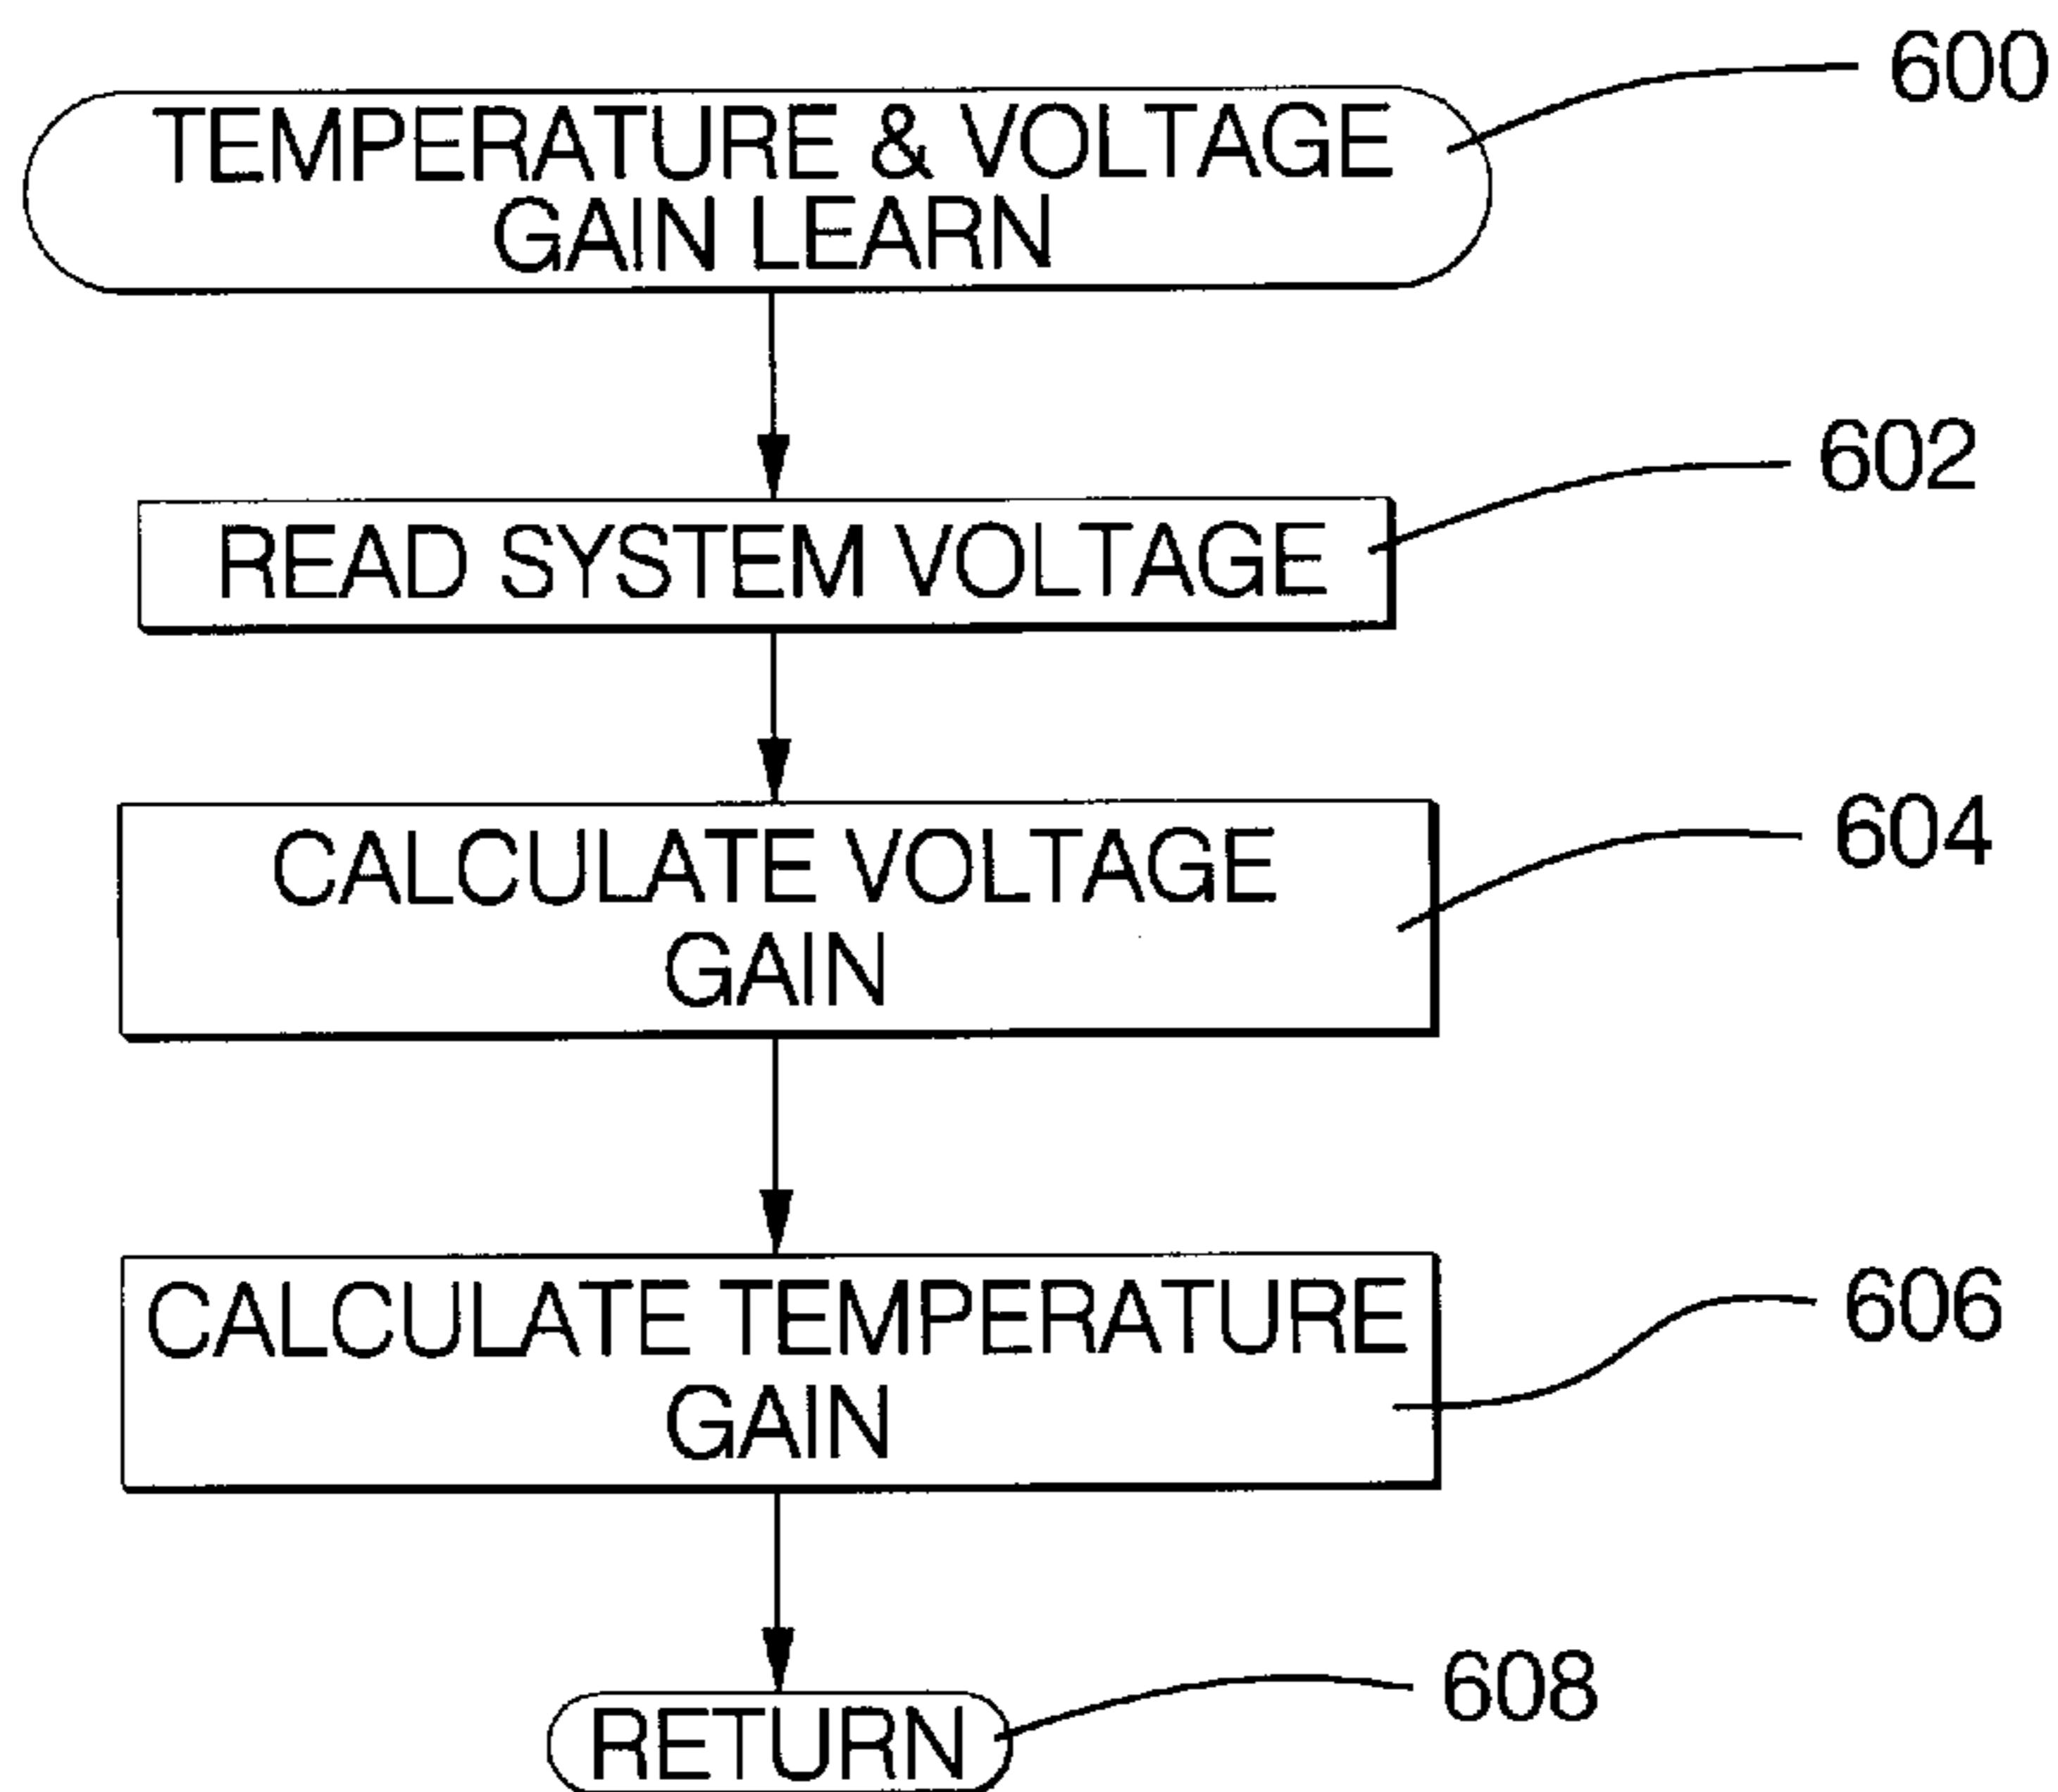 600
TEMPERATURE & VOLTAGE
GAIN LEARN
602
READ SYSTEM VOLTAGE
604
CALCULATE VOLTAGE
GAIN
606
CALCULATE TEMPERATURE
GAIN
608
RETURN